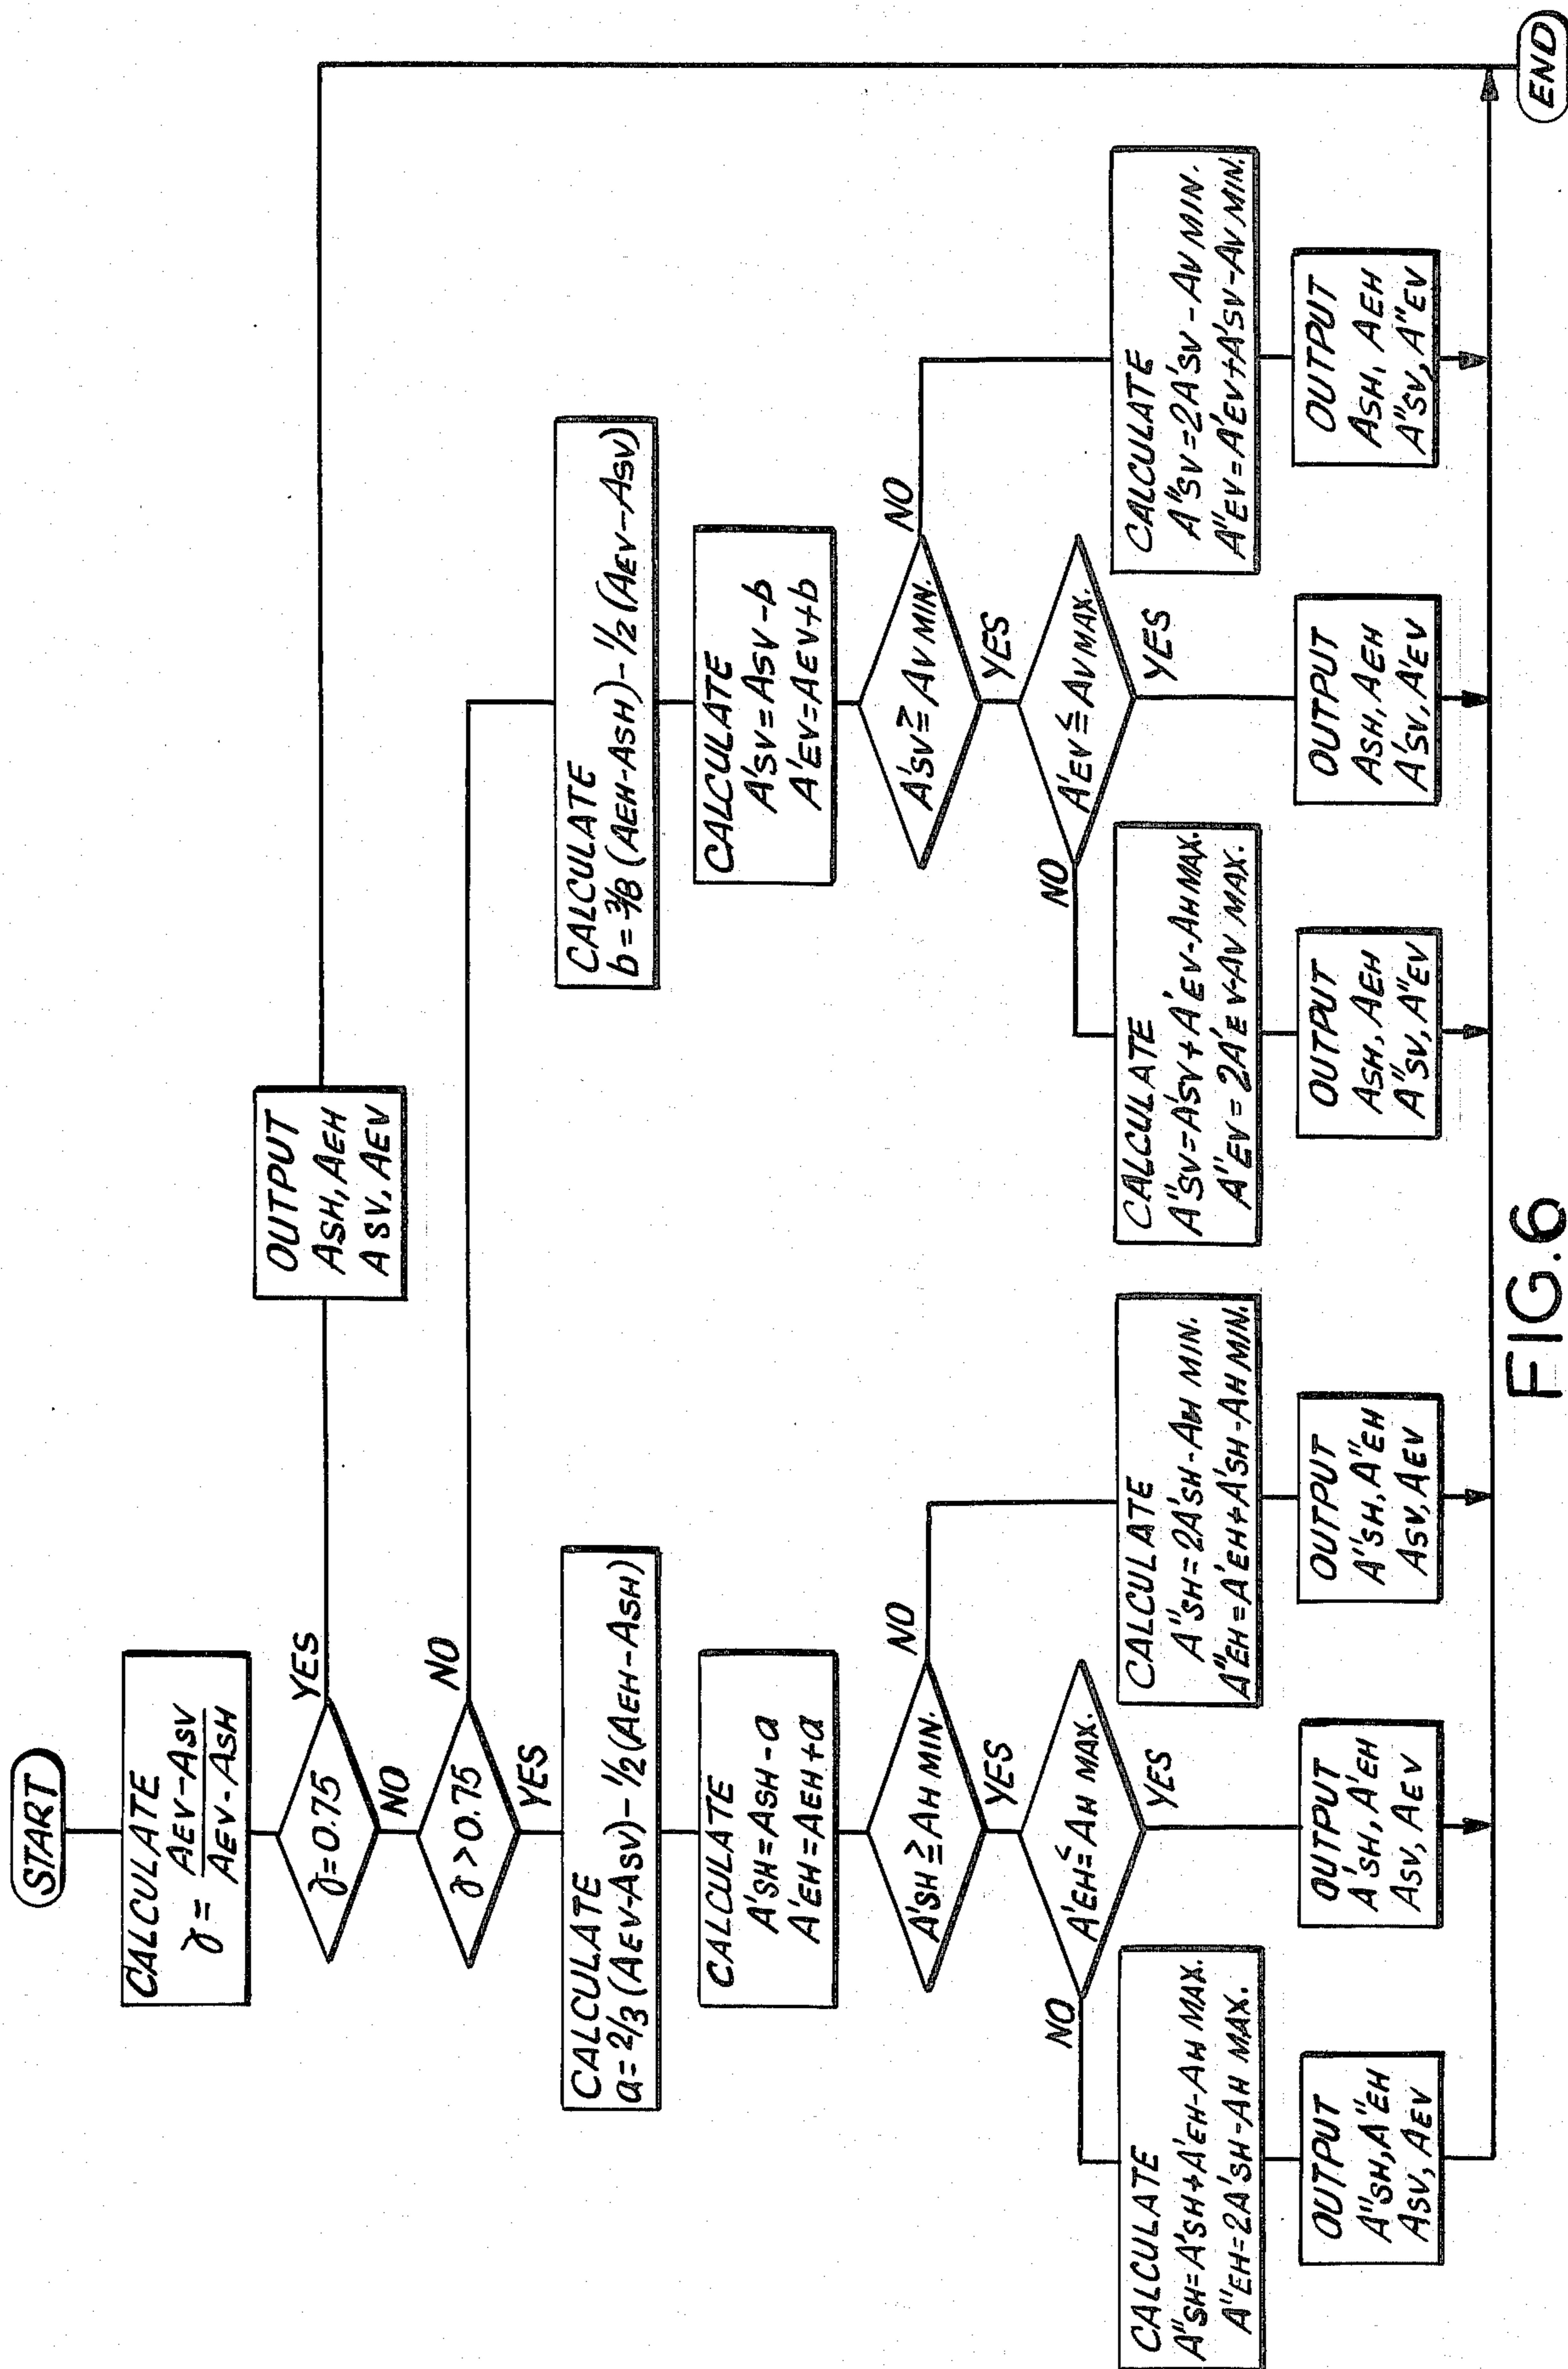 START
CALCULATE
γ = AEV-ASV / AEV-ASH
γ=0.75
YES
NO
OUTPUT
ASH, AEH
ASV, AEV
γ>0.75
NO
YES
CALCULATE
a=2/3(AEV-ASV)-1/2(AEH-ASH)
CALCULATE
A'SH=ASH-a
A'EH=AEH+a
A'SH≧AH MIN.
NO
YES
A'EH≦AH MAX.
NO
YES
CALCULATE
A''SH=A'SH+A'EH-AH MAX.
A''EH=2A'SH-AH MAX.
OUTPUT
A''SH, A''EH
ASV, AEV
OUTPUT
A'SH, A'EH
ASV, AEV
CALCULATE
A''SH=2A'SH-AH MIN.
A''EH=A'EH+A'SH-AH MIN.
OUTPUT
A''SH, A''EH
ASV, AEV
CALCULATE
b=3/8(AEH-ASH)-1/2(AEV-ASV)
CALCULATE
A'SV=ASV-b
A'EV=AEV+b
A'SV≧AV MIN.
NO
YES
A'EV≦AV MAX.
NO
YES
CALCULATE
A''SV=A'SV+A'EV-AH MAX.
A''EV=2A'EV-AV MAX.
OUTPUT
ASH, AEH
A''SV, A''EV
OUTPUT
ASH, AEH
A'SV, A'EV
CALCULATE
A''SV=2A'SV-AV MIN.
A''EV=A'EV+A'SV-AV MIN.
OUTPUT
ASH, AEH
A''SV, A''EV
END
FIG.6